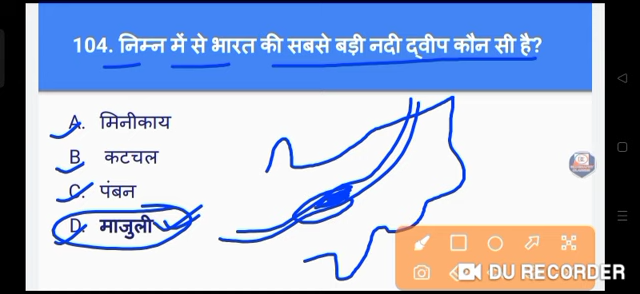 104. निम्न में से भारत की सबसे बड़ी नदी द्वीप कौन सी है?
A. मिनीकाय
B. कटचल
C. पंबन
D. माजुली
DU RECORDER